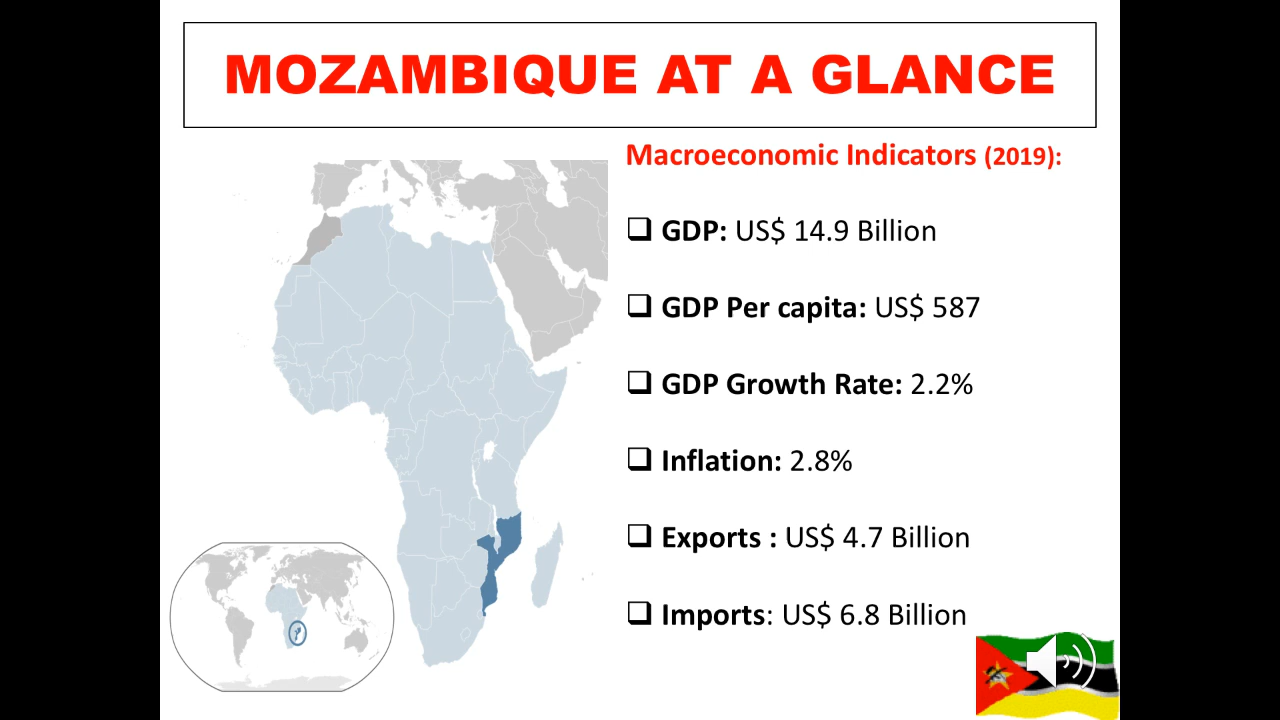 MOZAMBIQUE AT A GLANCE
Macroeconomic Indicators (2019):
GDP: US$ 14.9 Billion
GDP Per capita: US$ 587
GDP Growth Rate: 2.2%
Inflation: 2.8%
Exports : US$ 4.7 Billion
Imports: US$ 6.8 Billion